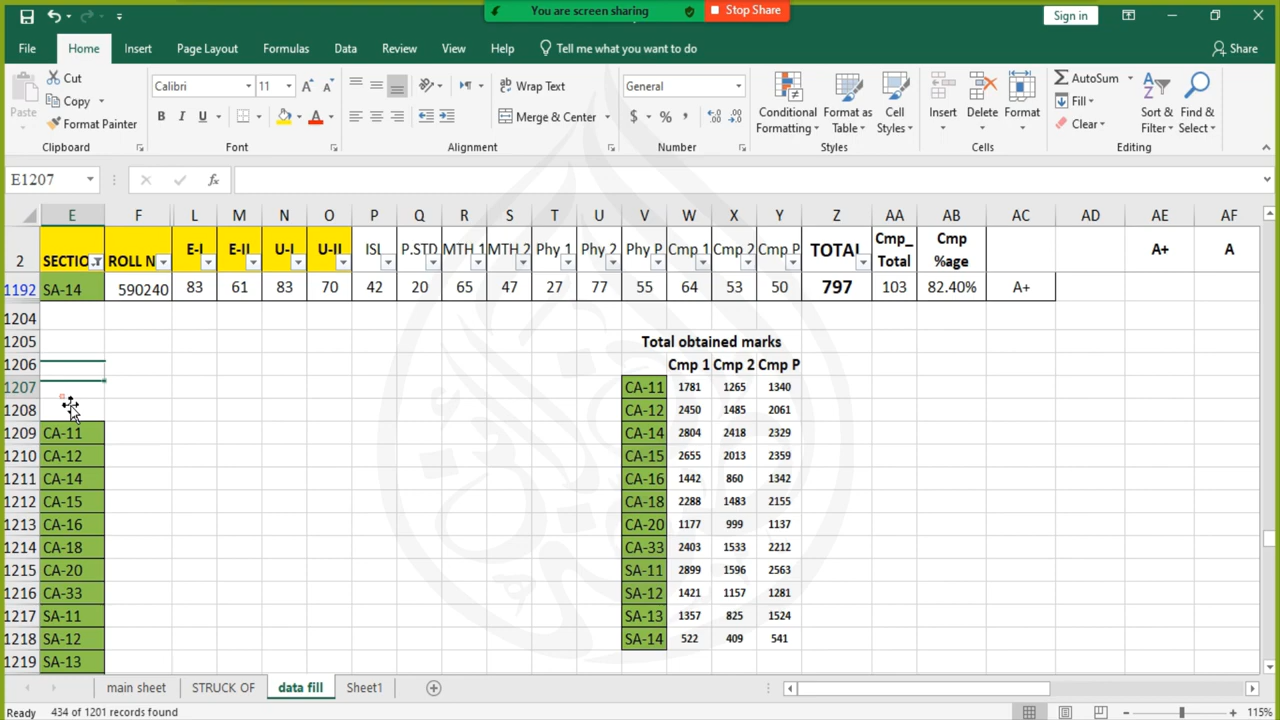 You are screen sharing Stop Share
Sign in
File Home Insert Page Layout Formulas Data Review View Help Tell me what you want to do Share
Paste Cut Copy Format Painter Clipboard
Calibri 11 B I U A Font
Wrap Text Merge & Center Alignment
General $ % , Number
Conditional Formatting Format as Table Cell Styles Styles
Insert Delete Format Cells
AutoSum Fill Clear Sort & Filter Find & Select Editing
E1207 fx
E F L M N O P Q R S T U V W X Y Z AA AB AC AD AE AF
2 SECTIO ROLL N E-I E-II U-I U-II ISL P.STD MTH 1 MTH 2 Phy 1 Phy 2 Phy P Cmp 1 Cmp 2 Cmp P TOTAL Cmp_ Total Cmp %age A+ A
1192 SA-14 590240 83 61 83 70 42 20 65 47 27 77 55 64 53 50 797 103 82.40% A+
1204
1205 Total obtained marks
1206 Cmp 1 Cmp 2 Cmp P
1207 CA-11 1781 1265 1340
1208 CA-12 2450 1485 2061
1209 CA-11 CA-14 2804 2418 2329
1210 CA-12 CA-15 2655 2013 2359
1211 CA-14 CA-16 1442 860 1342
1212 CA-15 CA-18 2288 1483 2155
1213 CA-16 CA-20 1177 999 1137
1214 CA-18 CA-33 2403 1533 2212
1215 CA-20 SA-11 2899 1596 2563
1216 CA-33 SA-12 1421 1157 1281
1217 SA-11 SA-13 1357 825 1524
1218 SA-12 SA-14 522 409 541
1219 SA-13
main sheet STRUCK OF data fill Sheet1
Ready 434 of 1201 records found 115%